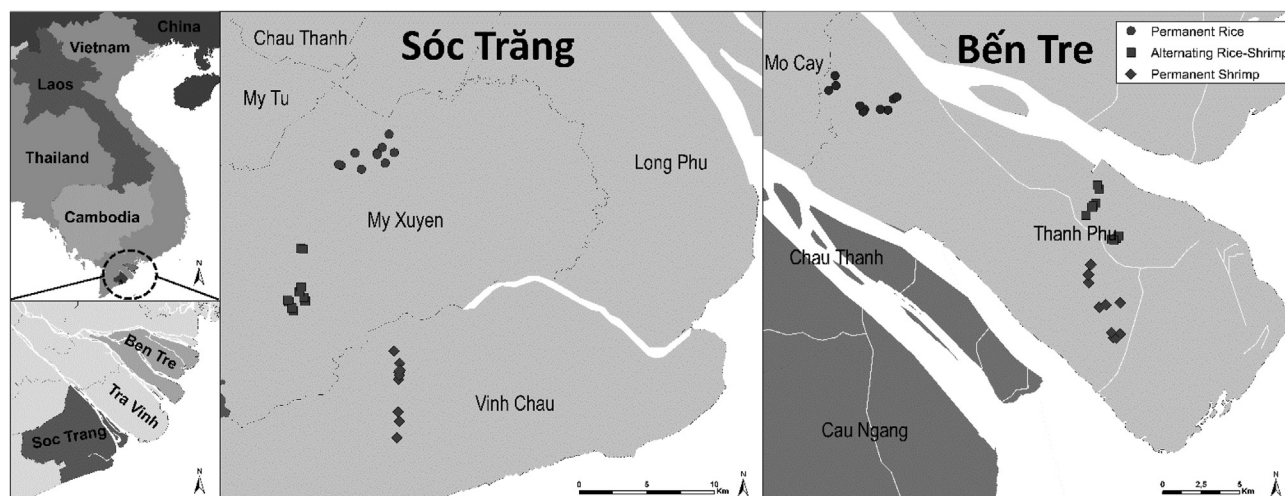 China
Vietnam
Laos
Thailand
Cambodia
N
Ben Tre
Tra Vinh
Soc Trang
N
Sóc Trăng
Chau Thanh
My Tu
Long Phu
My Xuyen
Vinh Chau
0 5 10
Km
N
Bến Tre
Permanent Rice
Alternating Rice-Shrimp
Permanent Shrimp
Mo Cay
Thanh Phu
Chau Thanh
Cau Ngang
0 2,5 5
Km
N